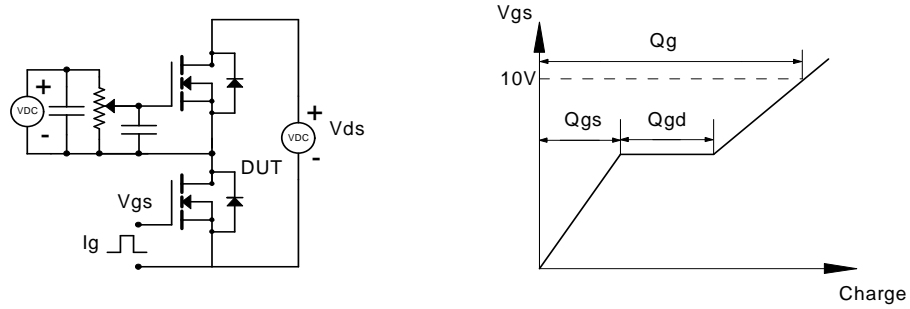 +
VDC
-
Vgs
Ig
DUT
+
VDC
-
Vds
Vgs
Qg
10V
Qgs
Qgd
Charge